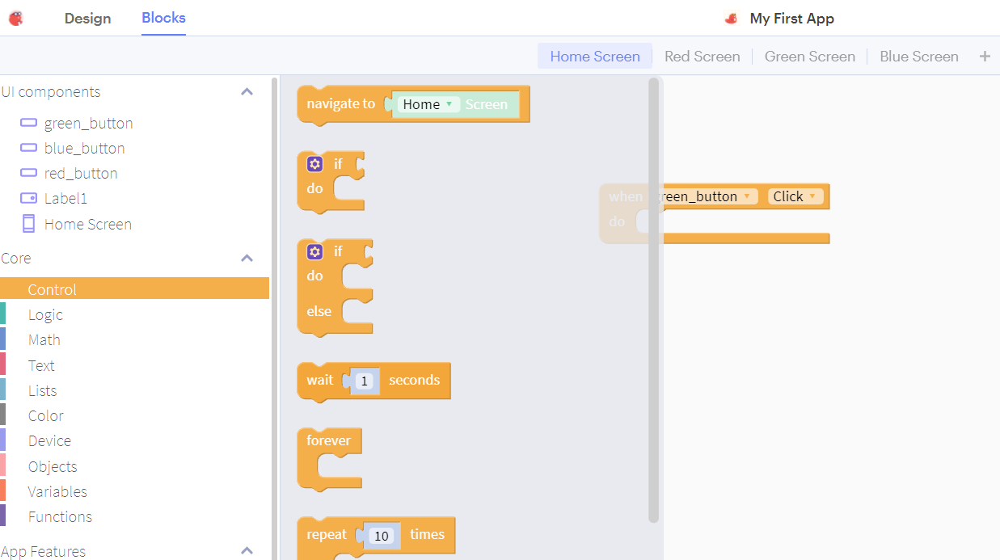 Design Blocks My First App
Home Screen Red Screen Green Screen Blue Screen +
UI components
green_button
blue_button
red_button
Label1
Home Screen
Core
Control
Logic
Math
Text
Lists
Color
Device
Objects
Variables
Functions
App Features
navigate to Home Screen
if
do
if
do
else
wait 1 seconds
forever
repeat 10 times
when green_button Click
do